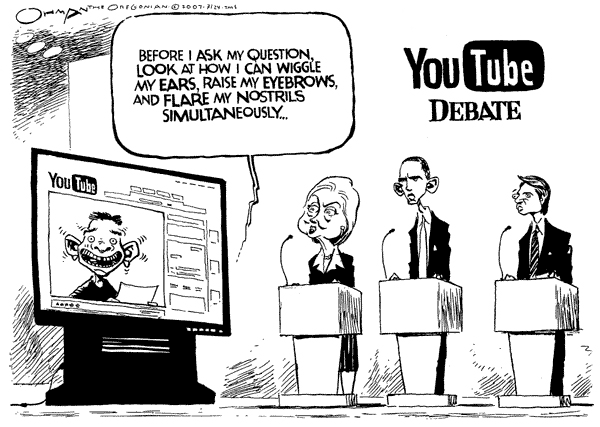 OHMAN THE OREGONIAN © 2007
BEFORE I ASK MY QUESTION,
LOOK AT HOW I CAN WIGGLE
MY EARS, RAISE MY EYEBROWS,
AND FLARE MY NOSTRILS
SIMULTANEOUSLY...
YouTube
DEBATE
YouTube